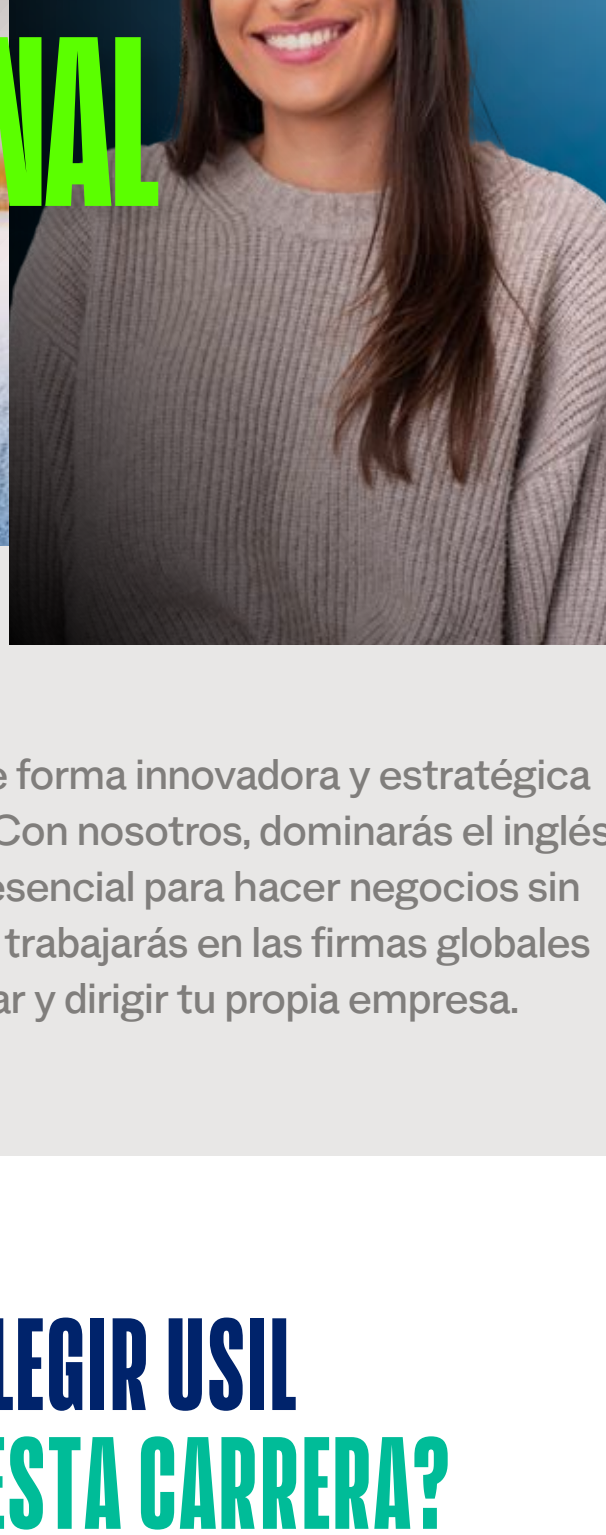 NAL
e forma innovadora y estratégica
Con nosotros, dominarás el inglés
esencial para hacer negocios sin
trabajarás en las firmas globales
ar y dirigir tu propia empresa.
LEGIR USIL
ESTA CARRERA?